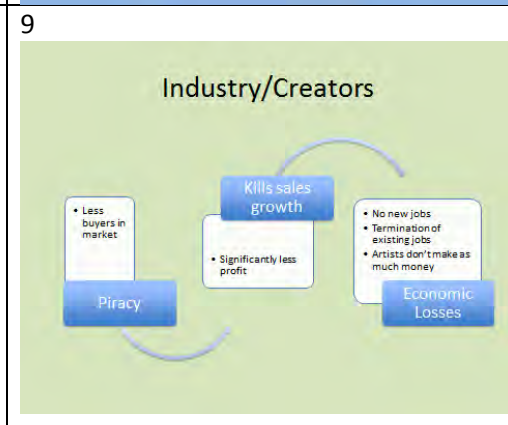 9
Industry/Creators
• Less
buyers in
market
Piracy
Kills sales
growth
• Significantly less
profit
• No new jobs
• Termination of
existing jobs
• Artists don't make as
much money
Economic
Losses